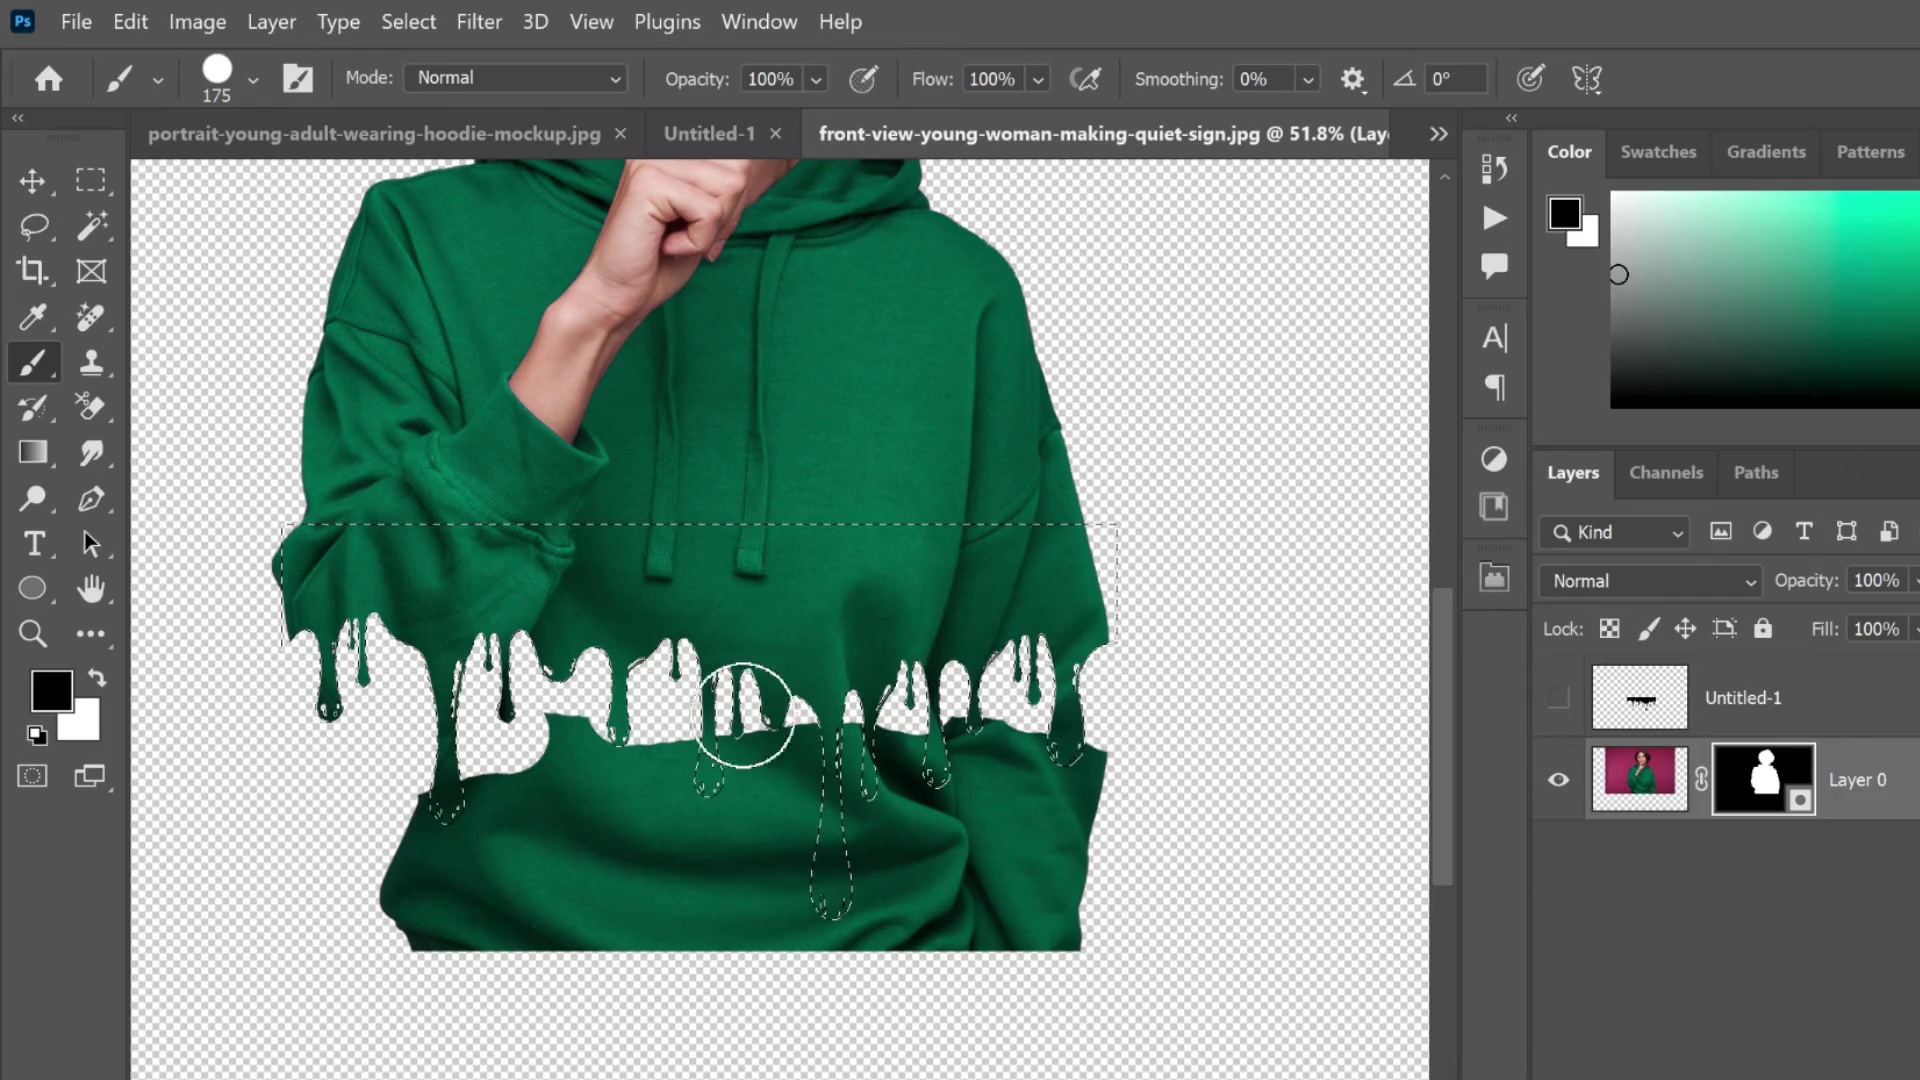 Ps File Edit Image Layer Type Select Filter 3D View Plugins Window Help
175 Mode: Normal Opacity: 100% Flow: 100% Smoothing: 0% 0°
portrait-young-adult-wearing-hoodie-mockup.jpg Untitled-1 front-view-young-woman-making-quiet-sign.jpg @ 51.8% (Laye
Color Swatches Gradients Patterns
Layers Channels Paths
Kind
Normal Opacity: 100%
Lock: Fill: 100%
Untitled-1
Layer 0